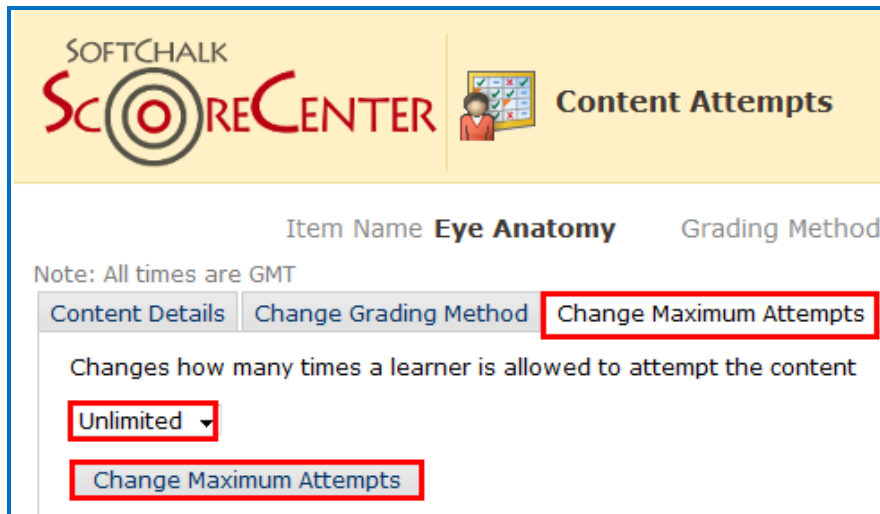 SOFTCHALK
SCORECENTER
Content Attempts
Item Name Eye Anatomy Grading Method
Note: All times are GMT
Content Details Change Grading Method Change Maximum Attempts
Changes how many times a learner is allowed to attempt the content
Unlimited
Change Maximum Attempts